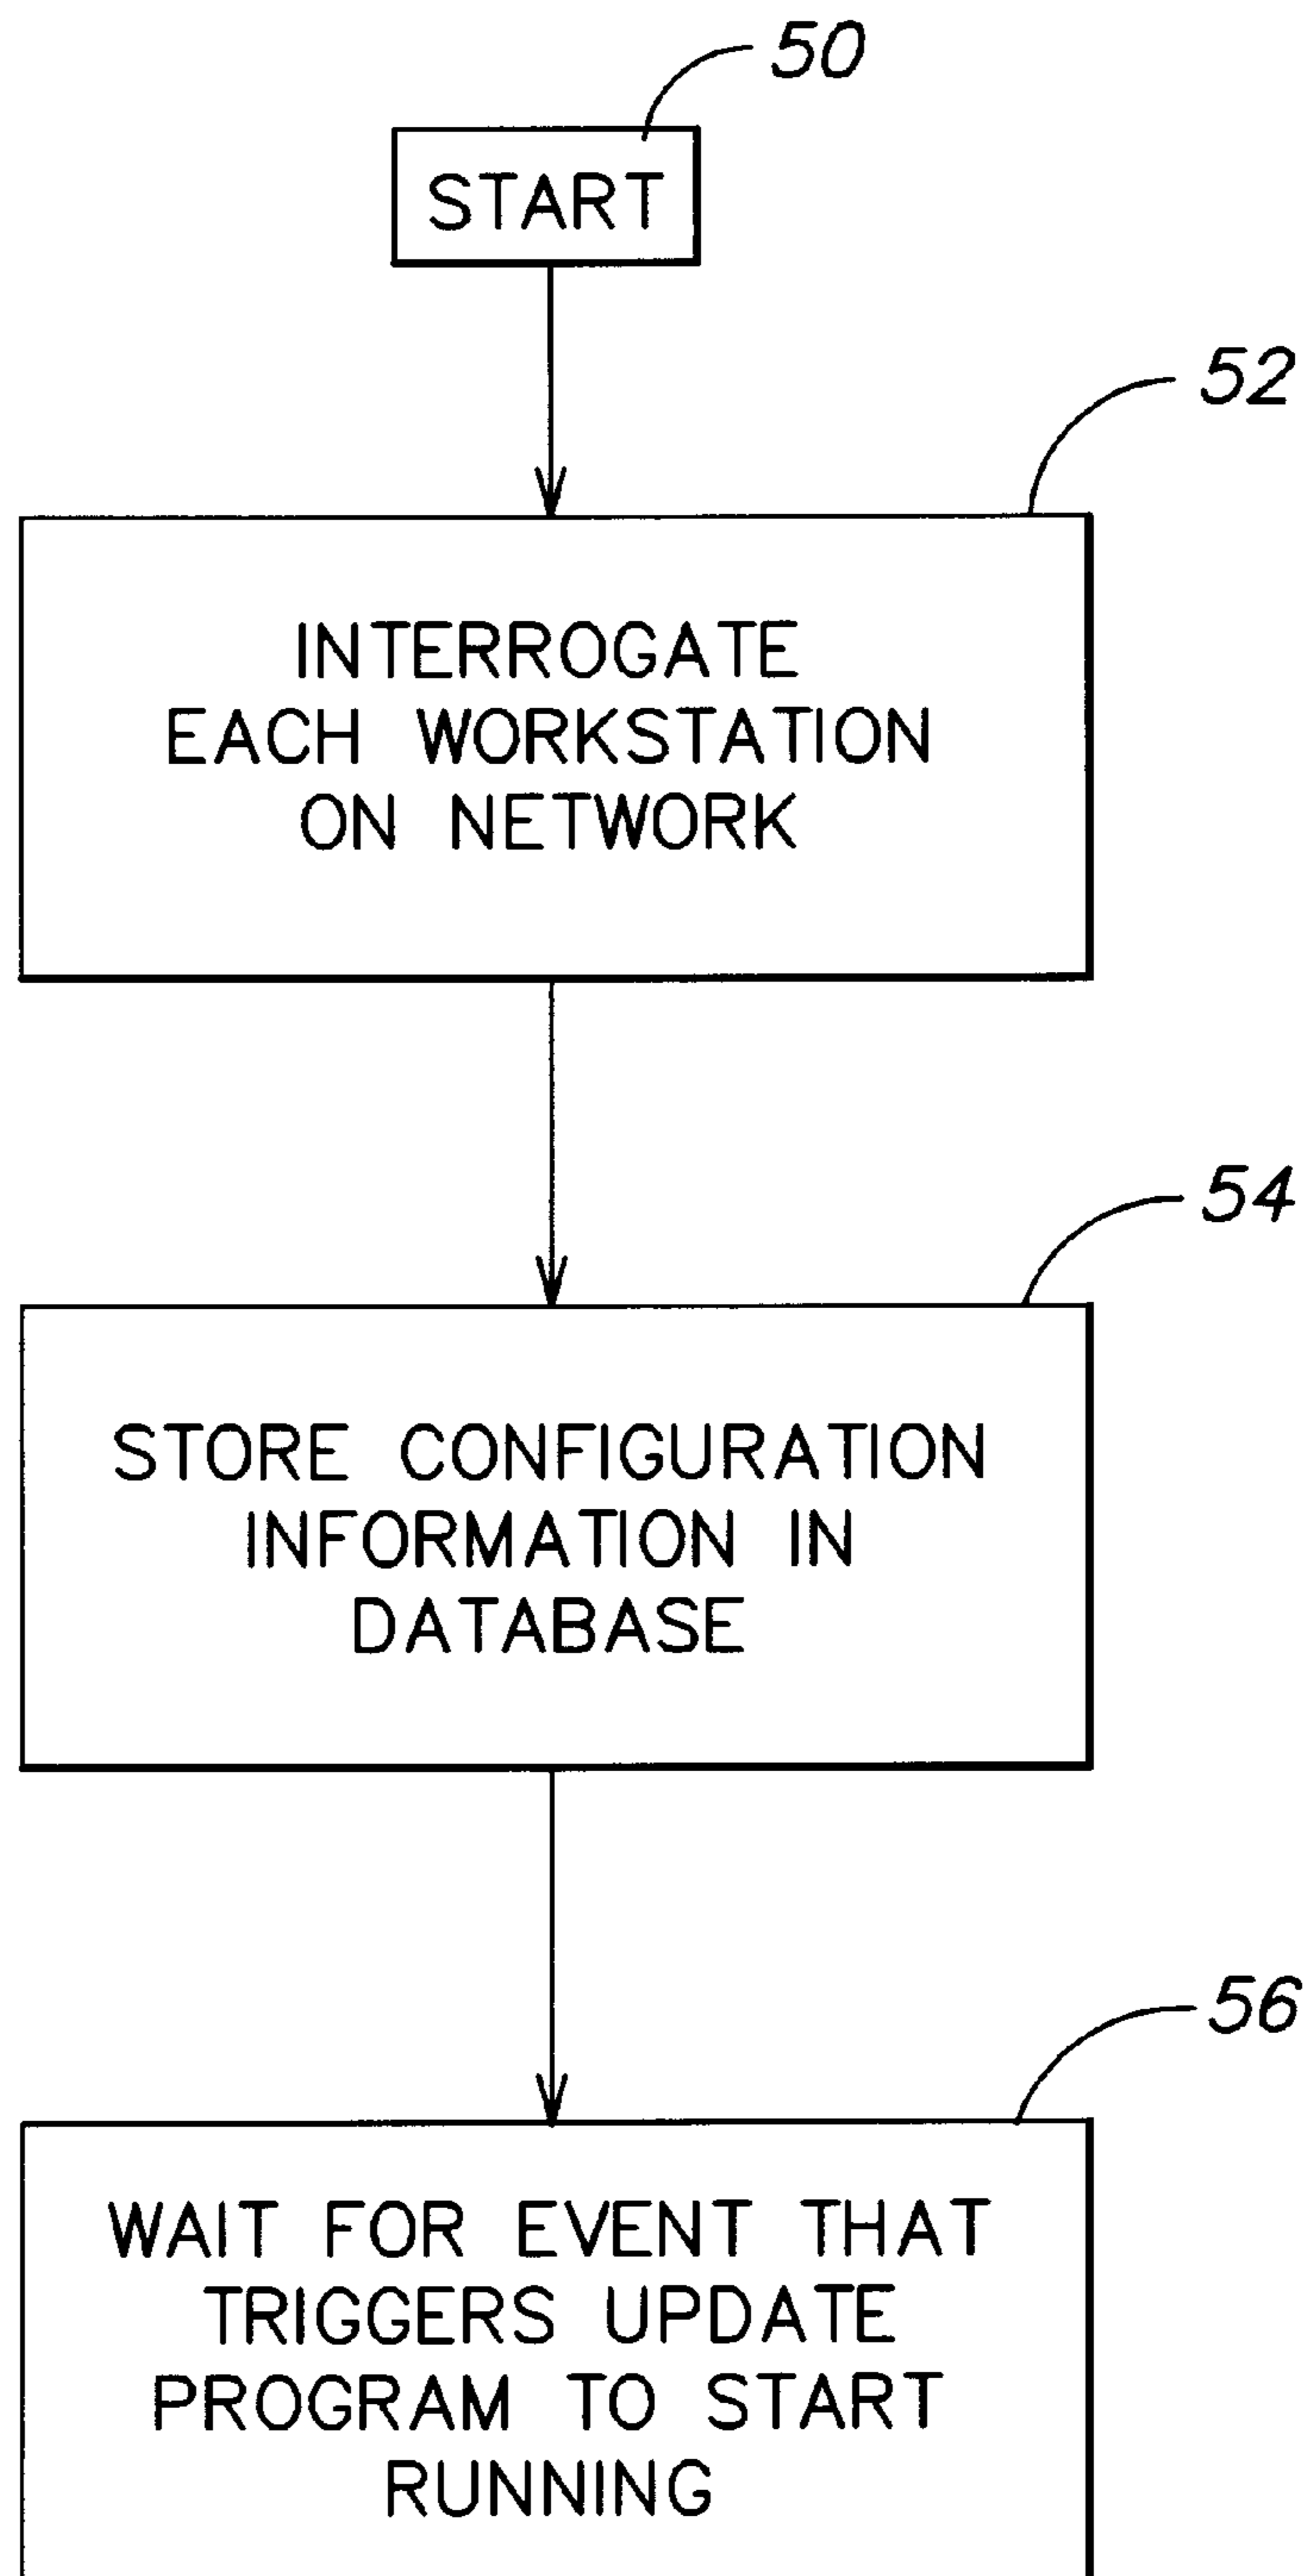 50
START
52
INTERROGATE
EACH WORKSTATION
ON NETWORK
54
STORE CONFIGURATION
INFORMATION IN
DATABASE
56
WAIT FOR EVENT THAT
TRIGGERS UPDATE
PROGRAM TO START
RUNNING